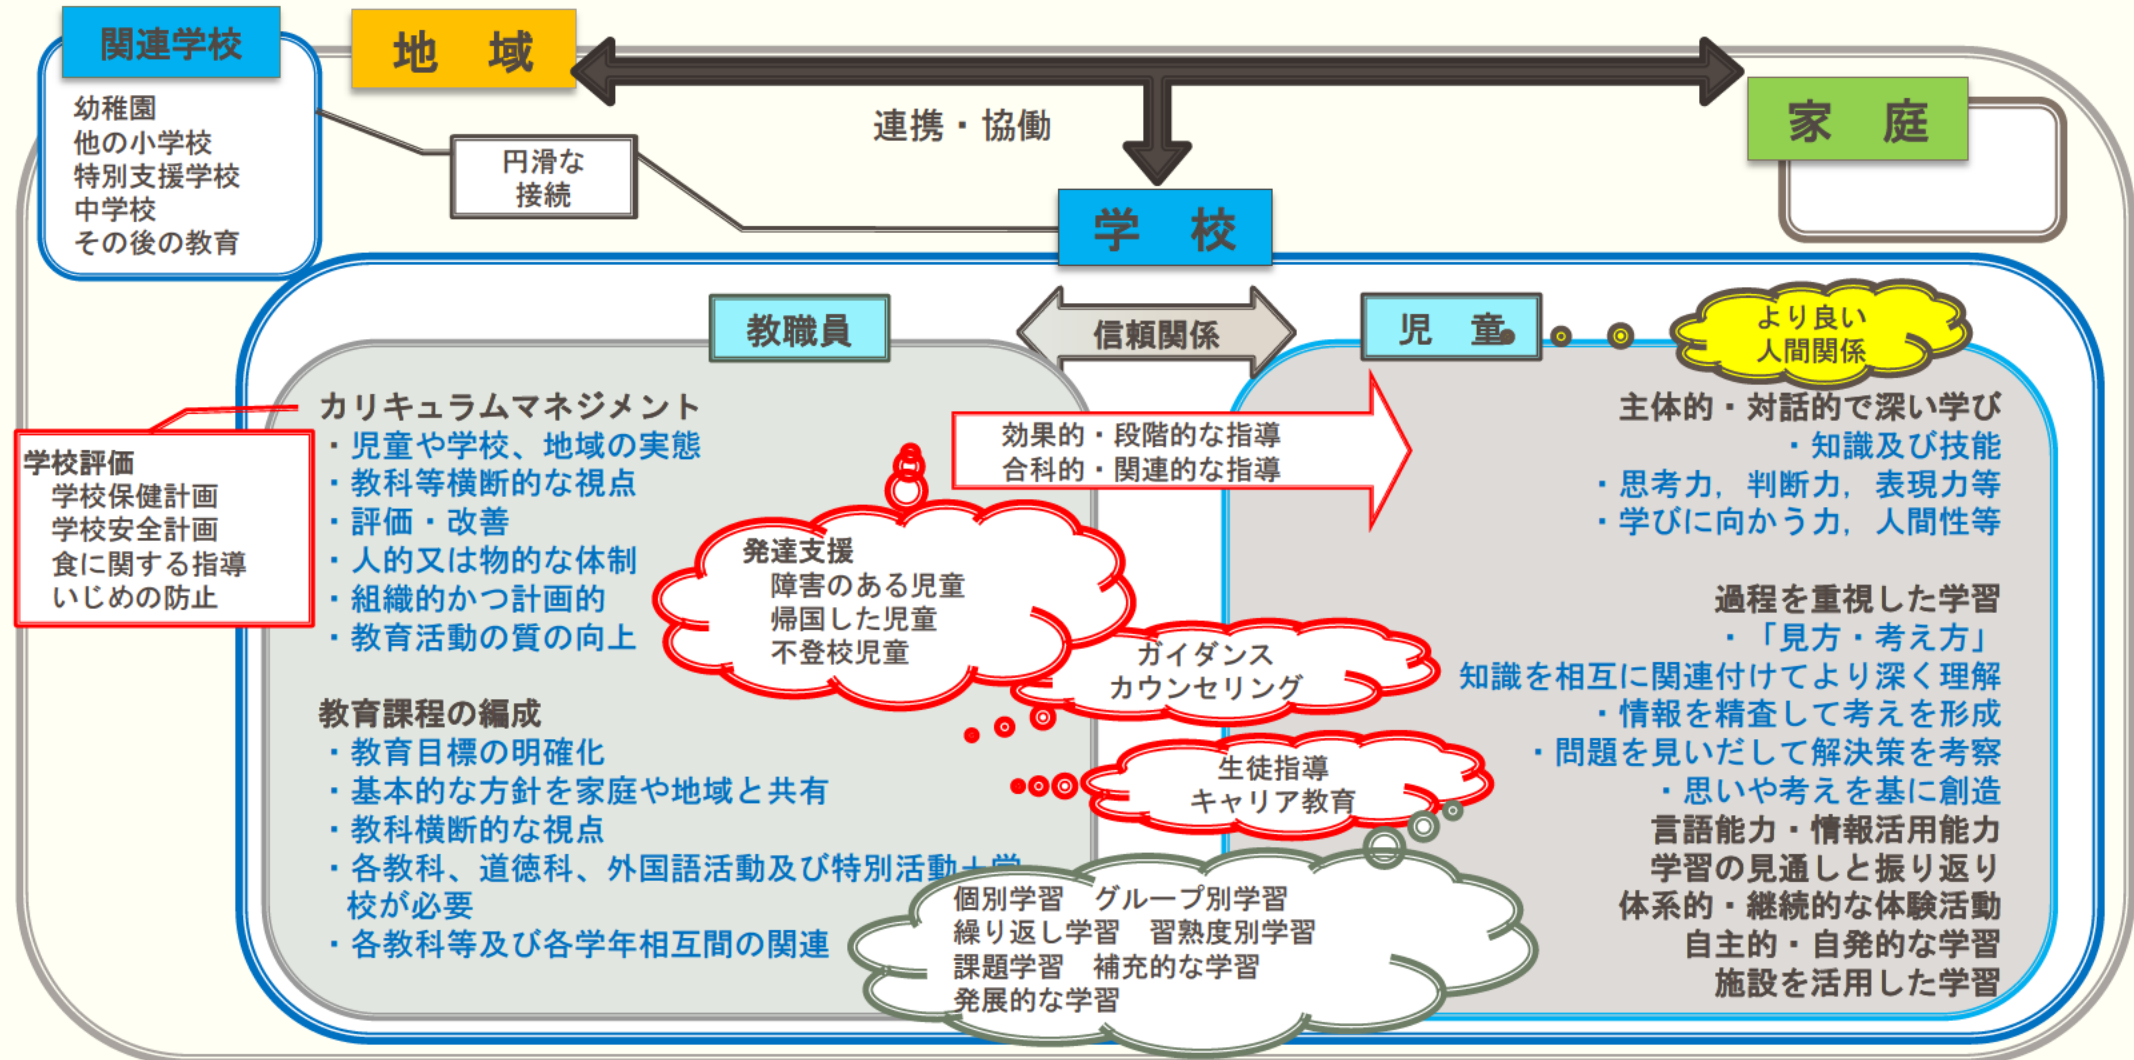 関連学校
幼稚園
他の小学校
特別支援学校
中学校
その後の教育
地 域
連携・協働
家 庭
円滑な
接続
学 校
教職員
信頼関係
児 童
より良い
人間関係
学校評価
学校保健計画
学校安全計画
食に関する指導
いじめの防止
カリキュラムマネジメント
・児童や学校、地域の実態
・教科等横断的な視点
・評価・改善
・人的又は物的な体制
・組織的かつ計画的
・教育活動の質の向上
教育課程の編成
・教育目標の明確化
・基本的な方針を家庭や地域と共有
・教科横断的な視点
・各教科、道徳科、外国語活動及び特別活動+学
校が必要
・各教科等及び各学年相互間の関連
効果的・段階的な指導
合科的・関連的な指導
発達支援
障害のある児童
帰国した児童
不登校児童
ガイダンス
カウンセリング
生徒指導
キャリア教育
個別学習 グループ別学習
繰り返し学習 習熟度別学習
課題学習 補充的な学習
発展的な学習
主体的・対話的で深い学び
・知識及び技能
・思考力，判断力，表現力等
・学びに向かう力，人間性等
過程を重視した学習
・「見方・考え方」
知識を相互に関連付けてより深く理解
・情報を精査して考えを形成
・問題を見いだして解決策を考察
・思いや考えを基に創造
言語能力・情報活用能力
学習の見通しと振り返り
体系的・継続的な体験活動
自主的・自発的な学習
施設を活用した学習